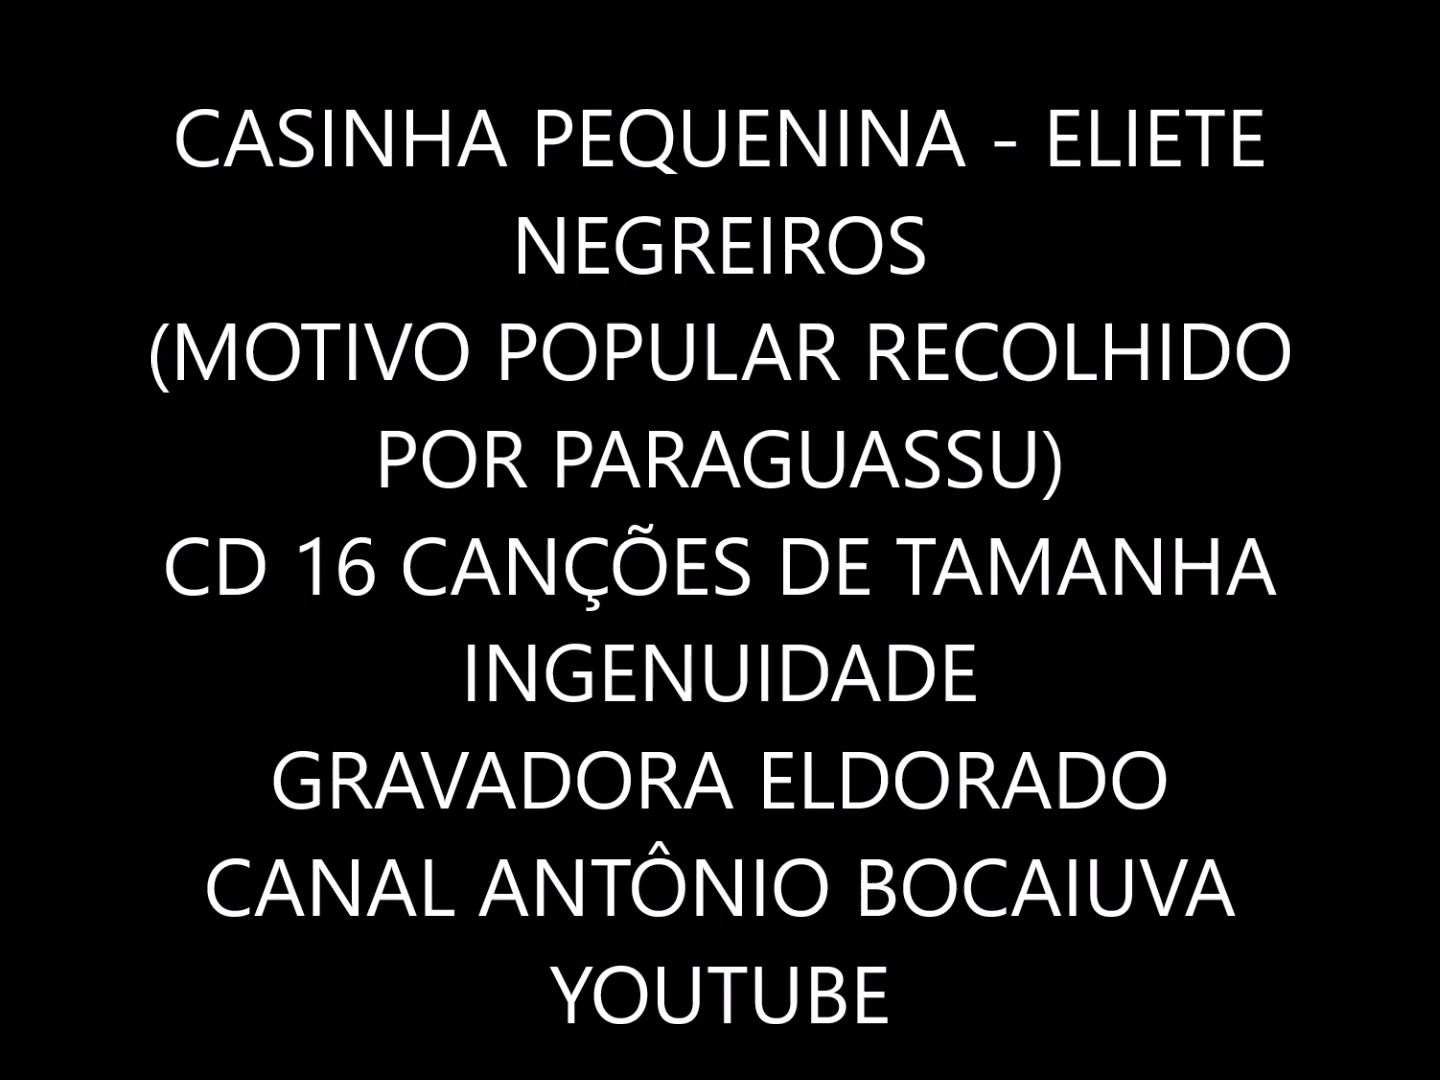 CASINHA PEQUENINA - ELIETE
NEGREIROS
(MOTIVO POPULAR RECOLHIDO
POR PARAGUASSU)
CD 16 CANÇÕES DE TAMANHA
INGENUIDADE
GRAVADORA ELDORADO
CANAL ANTÔNIO BOCAIUVA
YOUTUBE